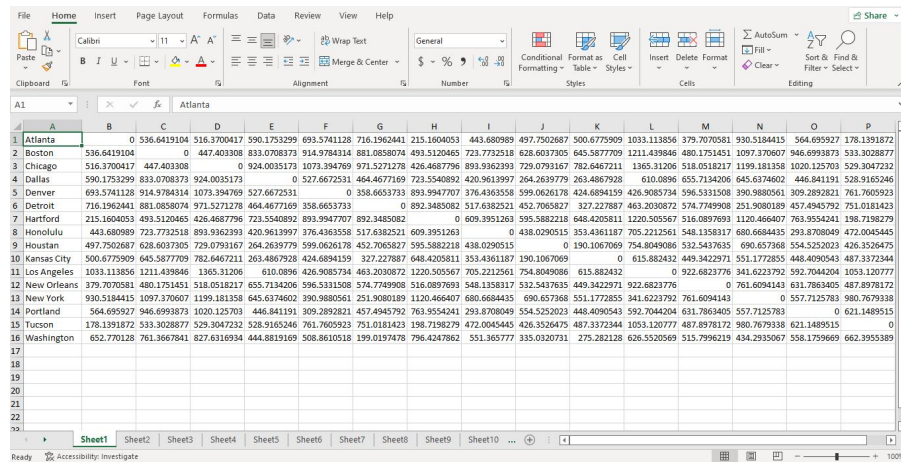 File Home Insert Page Layout Formulas Data Review View Help Share
Calibri 11 A A Wrap Text General AutoSum
Paste Fill
B I U A Merge & Center $ % 9 Conditional Format as Cell Insert Delete Format Clear Sort & Find &
Formatting Table Styles Filter Select
Clipboard Font Alignment Number Styles Cells Editing
A1 fx Atlanta
A B C D E F G H I J K L M N O P
1 Atlanta 0 536.6419104 516.3700417 590.1753299 693.5741128 716.1962441 215.1604053 443.680989 497.7502687 500.6775909 1033.113856 379.7070581 930.5184415 564.695927 178.1391872
2 Boston 536.6419104 0 447.403308 833.0708373 914.9784314 881.0858074 493.5120465 723.7732518 628.6037305 645.5877709 1211.439846 480.1751451 1097.370607 946.6993873 533.3028877
3 Chicago 516.3700417 447.403308 0 924.0035173 1073.394769 971.5271278 426.4687796 893.9362393 729.0793167 782.6467211 1365.31206 518.0518217 1199.181358 1020.125703 529.3047232
4 Dallas 590.1753299 833.0708373 924.0035173 0 527.6672531 464.4677169 723.5540892 420.9613997 264.2639779 263.4867928 610.0896 655.7134206 645.6374602 446.841191 528.9165246
5 Denver 693.5741128 914.9784314 1073.394769 527.6672531 0 358.6653733 893.9947707 376.4363558 599.0626178 424.6894159 426.9085734 596.5331508 390.9880561 309.2892821 761.7605923
6 Detroit 716.1962441 881.0858074 971.5271278 464.4677169 358.6653733 0 892.3485082 517.6382521 452.7065827 327.227887 463.2030872 574.7749908 251.9080189 457.4945792 751.0181423
7 Hartford 215.1604053 493.5120465 426.4687796 723.5540892 893.9947707 892.3485082 0 609.3951263 595.5882218 648.4205811 1220.505567 516.0897693 1120.466407 763.9554241 198.7198279
8 Honolulu 443.680989 723.7732518 893.9362393 420.9613997 376.4363558 517.6382521 609.3951263 0 438.0290515 353.4361187 705.2212561 548.1358317 680.6684435 293.8708049 472.0045445
9 Houstan 497.7502687 628.6037305 729.0793167 264.2639779 599.0626178 452.7065827 595.5882218 438.0290515 0 190.1067069 754.8049086 532.5437635 690.657368 554.5252023 426.3526475
10 Kansas City 500.6775909 645.5877709 782.6467211 263.4867928 424.6894159 327.227887 648.4205811 353.4361187 190.1067069 0 615.882432 449.3422971 551.1772855 448.4090543 487.3372344
11 Los Angeles 1033.113856 1211.439846 1365.31206 610.0896 426.9085734 463.2030872 1220.505567 705.2212561 754.8049086 615.882432 0 922.6823776 341.6223792 592.7044204 1053.120777
12 New Orleans 379.7070581 480.1751451 518.0518217 655.7134206 596.5331508 574.7749908 516.0897693 548.1358317 532.5437635 449.3422971 922.6823776 0 761.6094143 631.7863405 487.8978172
13 New York 930.5184415 1097.370607 1199.181358 645.6374602 390.9880561 251.9080189 1120.466407 680.6684435 690.657368 551.1772855 341.6223792 761.6094143 0 557.7125783 980.7679338
14 Portland 564.695927 946.6993873 1020.125703 446.841191 309.2892821 457.4945792 763.9554241 293.8708049 554.5252023 448.4090543 592.7044204 631.7863405 557.7125783 0 621.1489515
15 Tucson 178.1391872 533.3028877 529.3047232 528.9165246 761.7605923 751.0181423 198.7198279 472.0045445 426.3526475 487.3372344 1053.120777 487.8978172 980.7679338 621.1489515 0
16 Washington 652.770128 761.3667841 827.6316934 444.8819169 508.8610518 199.0197478 796.4247862 551.365777 335.0320731 275.282128 626.5520569 515.7996219 434.2935067 558.1759669 662.3955389
17
18
19
20
21
22
23
Sheet1 Sheet2 Sheet3 Sheet4 Sheet5 Sheet6 Sheet7 Sheet8 Sheet9 Sheet10 ...
Ready Accessibility: Investigate 100%